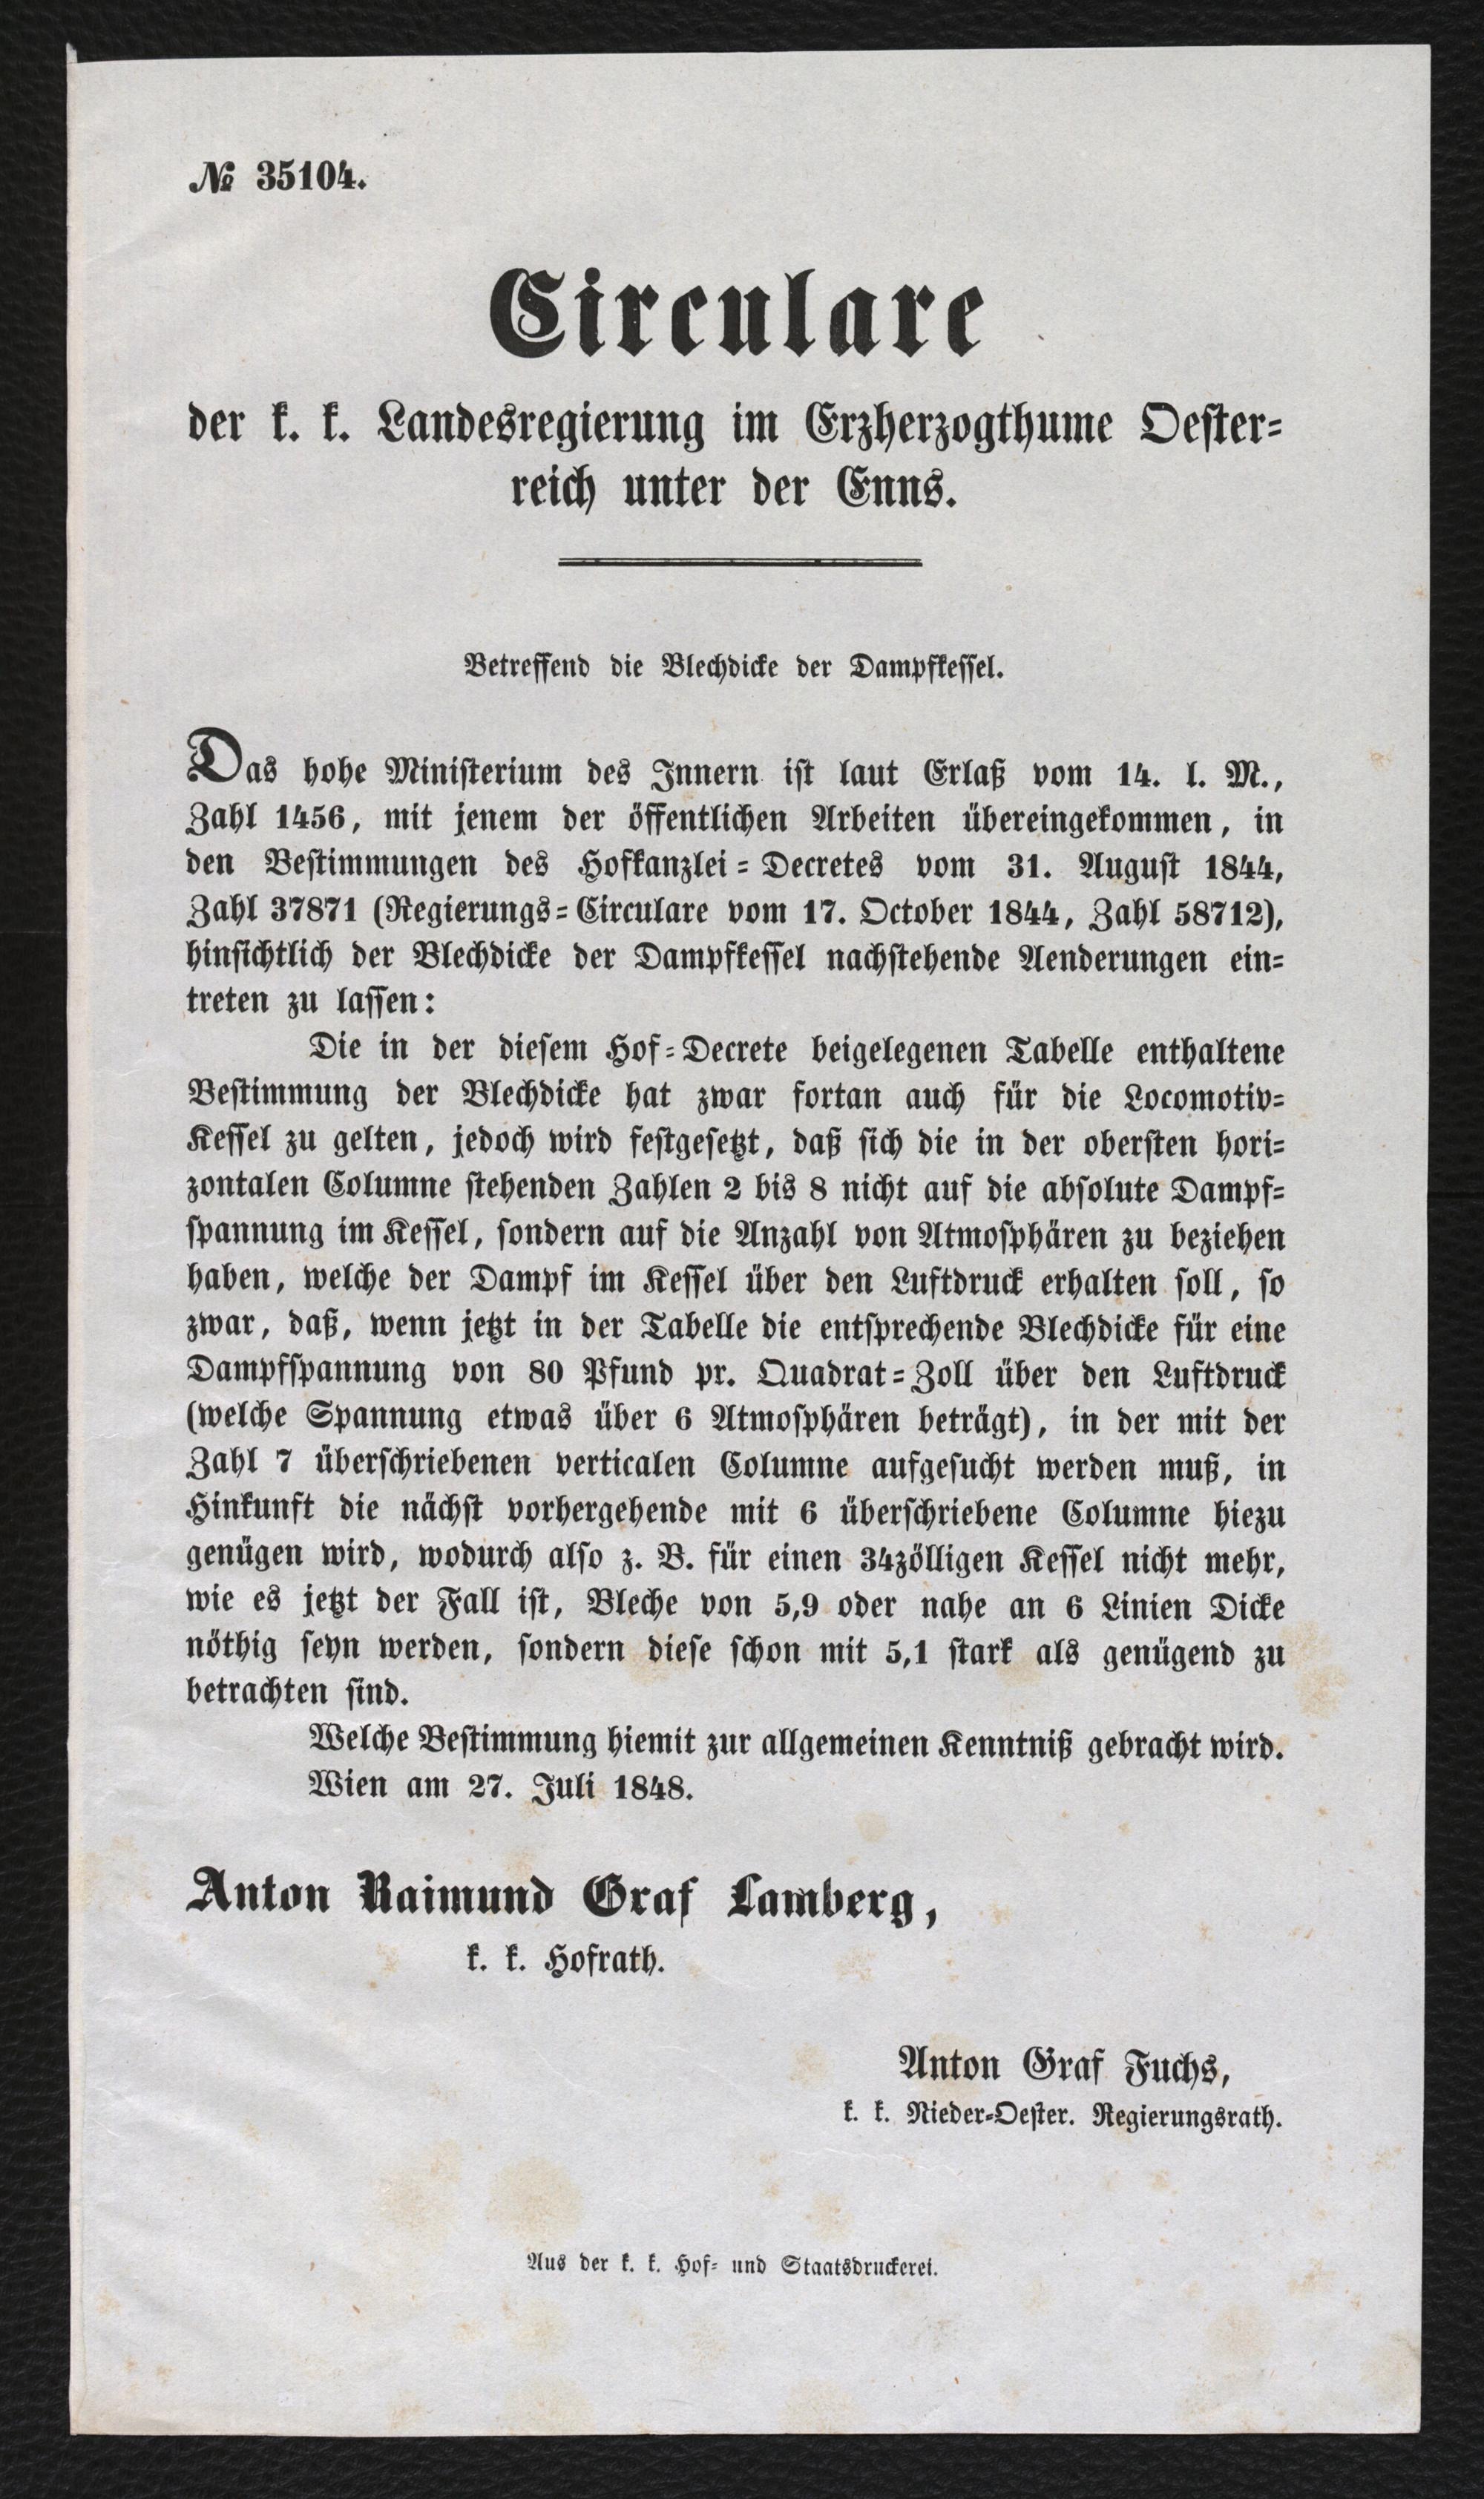 № 35104.
Circulare
der k. k. Landesregierung im Erzherzogthume Oester=
reich unter der Enns.
Betreffend die Blechdicke der Dampfkessel.
Das hohe Ministerium des Innern ist laut Erlaß vom 14. l. M.,
Zahl 1456, mit jenem der öffentlichen Arbeiten übereingekommen, in
den Bestimmungen des Hofkanzlei=Decretes vom 31. August 1844,
Zahl 37871 (Regierungs=Circulare vom 17. October 1844, Zahl 58712),
hinsichtlich der Blechdicke der Dampfkessel nachstehende Aenderungen ein=
treten zu lassen:
Die in der diesem Hof=Decrete beigelegenen Tabelle enthaltene
Bestimmung der Blechdicke hat zwar fortan auch für die Locomotiv=
Kessel zu gelten, jedoch wird festgesetzt, daß sich die in der obersten hori=
zontalen Columne stehenden Zahlen 2 bis 8 nicht auf die absolute Dampf=
spannung im Kessel, sondern auf die Anzahl von Atmosphären zu beziehen
haben, welche der Dampf im Kessel über den Luftdruck erhalten soll, so
zwar, daß, wenn jetzt in der Tabelle die entsprechende Blechdicke für eine
Dampfspannung von 80 Pfund pr. Quadrat=Zoll über den Luftdruck
(welche Spannung etwas über 6 Atmosphären beträgt), in der mit der
Zahl 7 überschriebenen verticalen Columne aufgesucht werden muß, in
Hinkunft die nächst vorhergehende mit 6 überschriebene Columne hiezu
genügen wird, wodurch also z. B. für einen 34zölligen Kessel nicht mehr,
wie es jetzt der Fall ist, Bleche von 5,9 oder nahe an 6 Linien Dicke
nöthig seyn werden, sondern diese schon mit 5,1 stark als genügend zu
betrachten sind.
Welche Bestimmung hiemit zur allgemeinen Kenntniß gebracht wird.
Wien am 27. Juli 1848.
Anton Raimund Graf Lamberg,
k. k. Hofrath.
Anton Graf Fuchs,
k. k. Nieder=Oester. Regierungsrath.
Aus der k. k. Hof= und Staatsdruckerei.